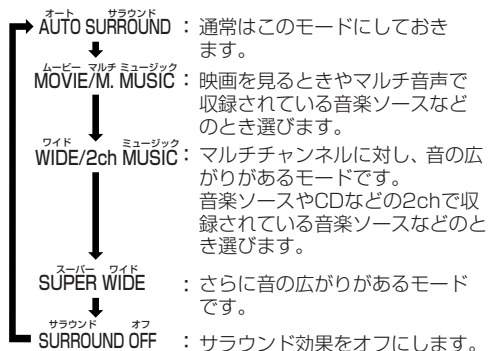 オート サラウンド
AUTO SURROUND ：通常はこのモードにしておき
ます。
ムービー マルチ ミュージック
MOVIE/M. MUSIC：映画を見るときやマルチ音声で
収録されている音楽ソースなど
のとき選びます。
ワイド ミュージック
WIDE/2ch MUSIC：マルチチャンネルに対し、音の広
がりがあるモードです。
音楽ソースやCDなどの2chで収
録されている音楽ソースなどのと
き選びます。
スーパー ワイド
SUPER WIDE ：さらに音の広がりがあるモード
です。
サラウンド オフ
SURROUND OFF ：サラウンド効果をオフにします。